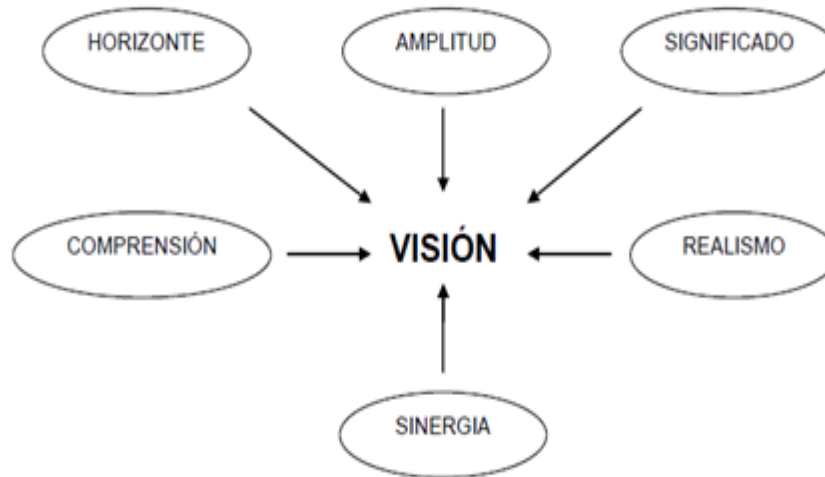 HORIZONTE
AMPLITUD
SIGNIFICADO
COMPRENSIÓN
VISIÓN
REALISMO
SINERGIA